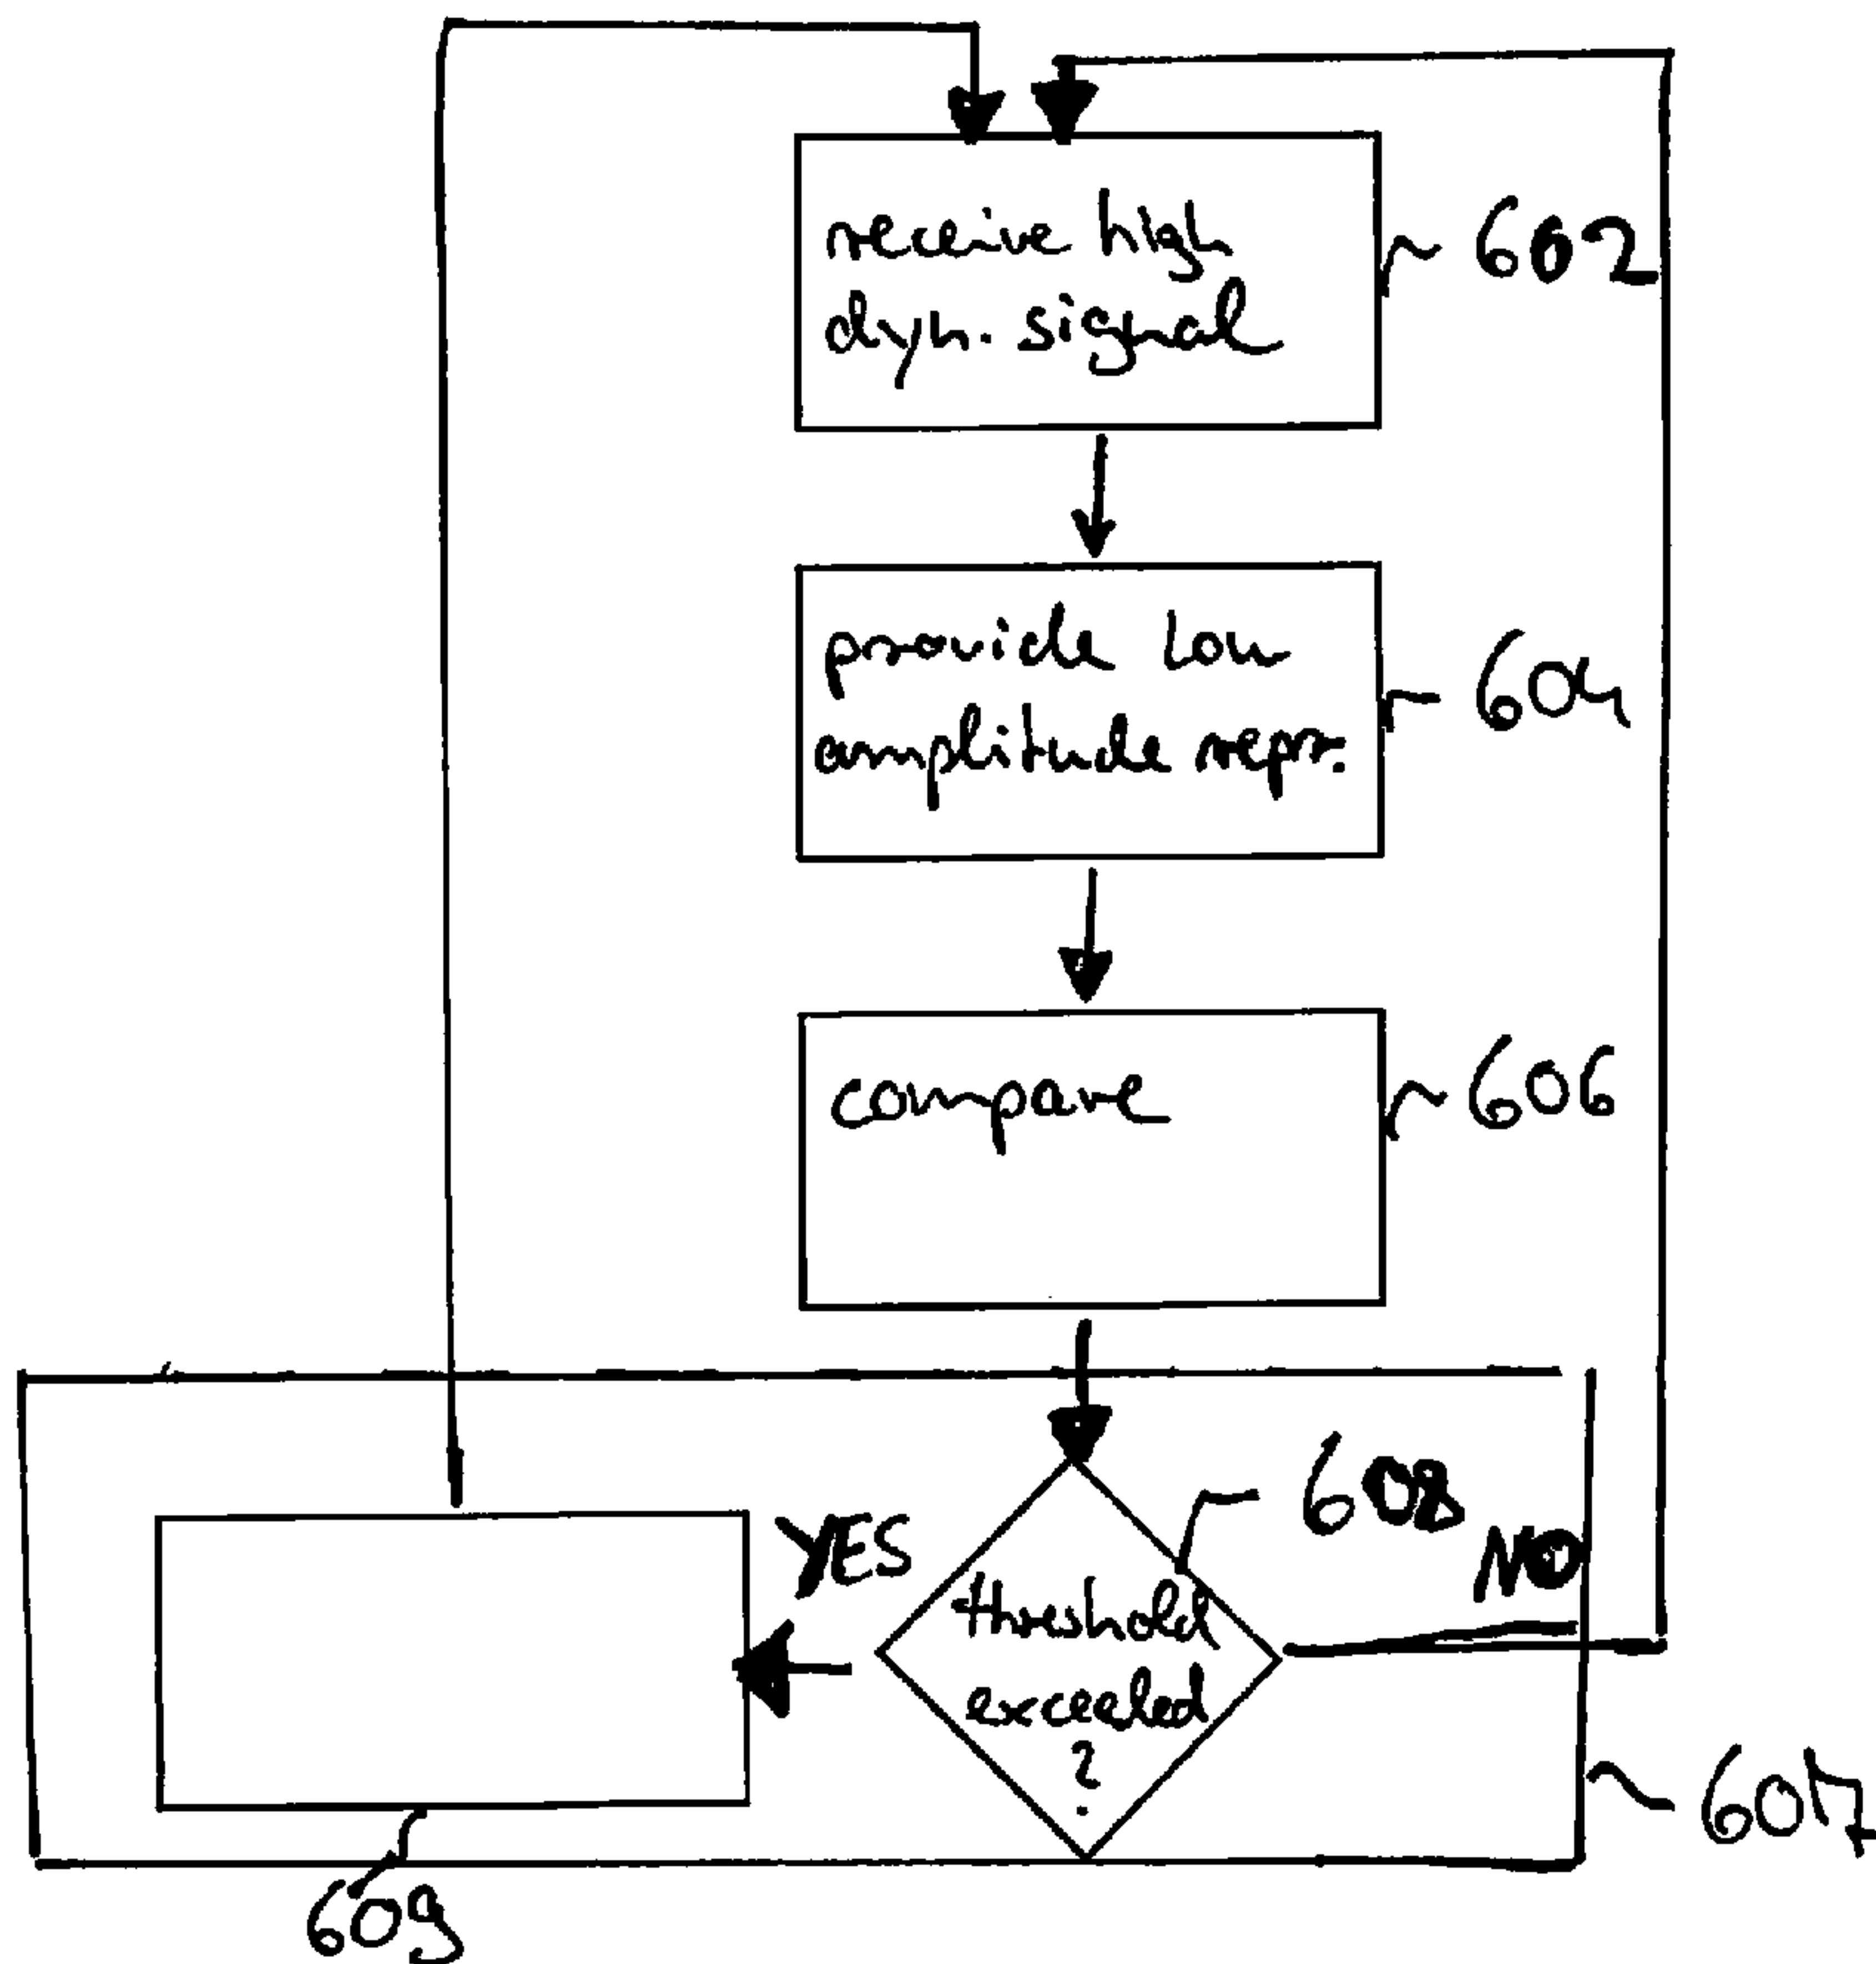 receive high
dyn. signal
602
provide low
amplitude repr.
604
compare
606
608
YES
NO
threshold
exceeded
?
607
609